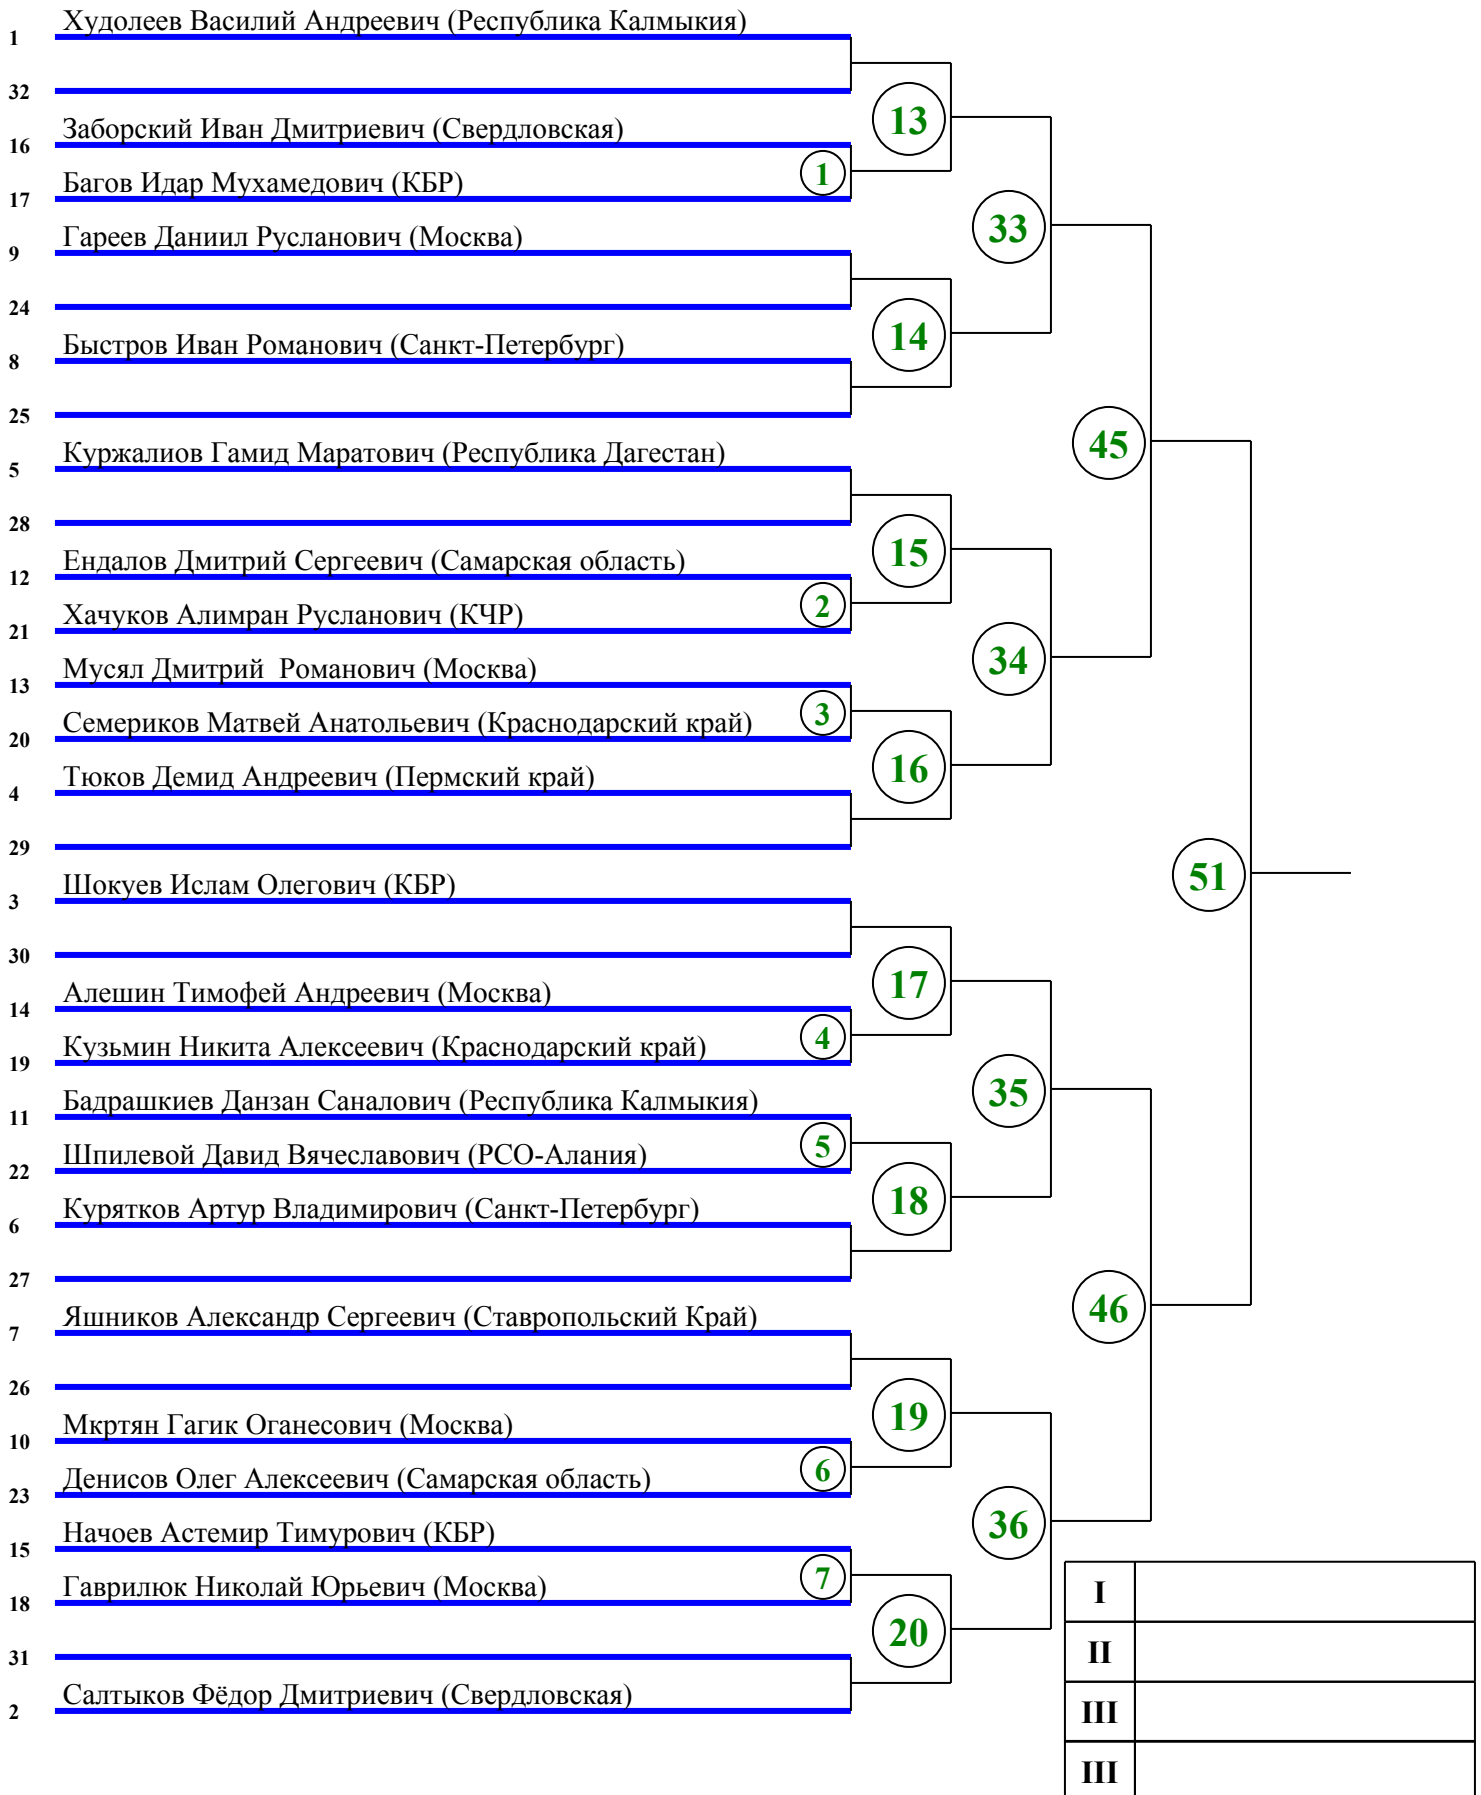 Худолеев Василий Андреевич (Республика Калмыкия)
1
32
13
Заборский Иван Дмитриевич (Свердловская)
16
1
Багов Идар Мухамедович (КБР)
17
Гареев Даниил Русланович (Москва)
33
9
24
14
Быстров Иван Романович (Санкт-Петербург)
8
25
45
Куржалиов Гамид Маратович (Республика Дагестан)
5
28
15
Ендалов Дмитрий Сергеевич (Самарская область)
12
2
Хачуков Алимран Русланович (КЧР)
21
34
Мусял Дмитрий  Романович (Москва)
13
3
Семериков Матвей Анатольевич (Краснодарский край)
20
16
Тюков Демид Андреевич (Пермский край)
4
29
51
Шокуев Ислам Олегович (КБР)
3
30
17
Алешин Тимофей Андреевич (Москва)
14
4
Кузьмин Никита Алексеевич (Краснодарский край)
19
35
Бадрашкиев Данзан Саналович (Республика Калмыкия)
11
5
Шпилевой Давид Вячеславович (РСО-Алания)
22
18
Курятков Артур Владимирович (Санкт-Петербург)
6
27
46
Яшников Александр Сергеевич (Ставропольский Край)
7
26
19
Мкртян Гагик Оганесович (Москва)
10
6
Денисов Олег Алексеевич (Самарская область)
23
36
Начоев Астемир Тимурович (КБР)
15
7
Гаврилюк Николай Юрьевич (Москва)
18
20
31
Салтыков Фёдор Дмитриевич (Свердловская)
2
I
II
III
III